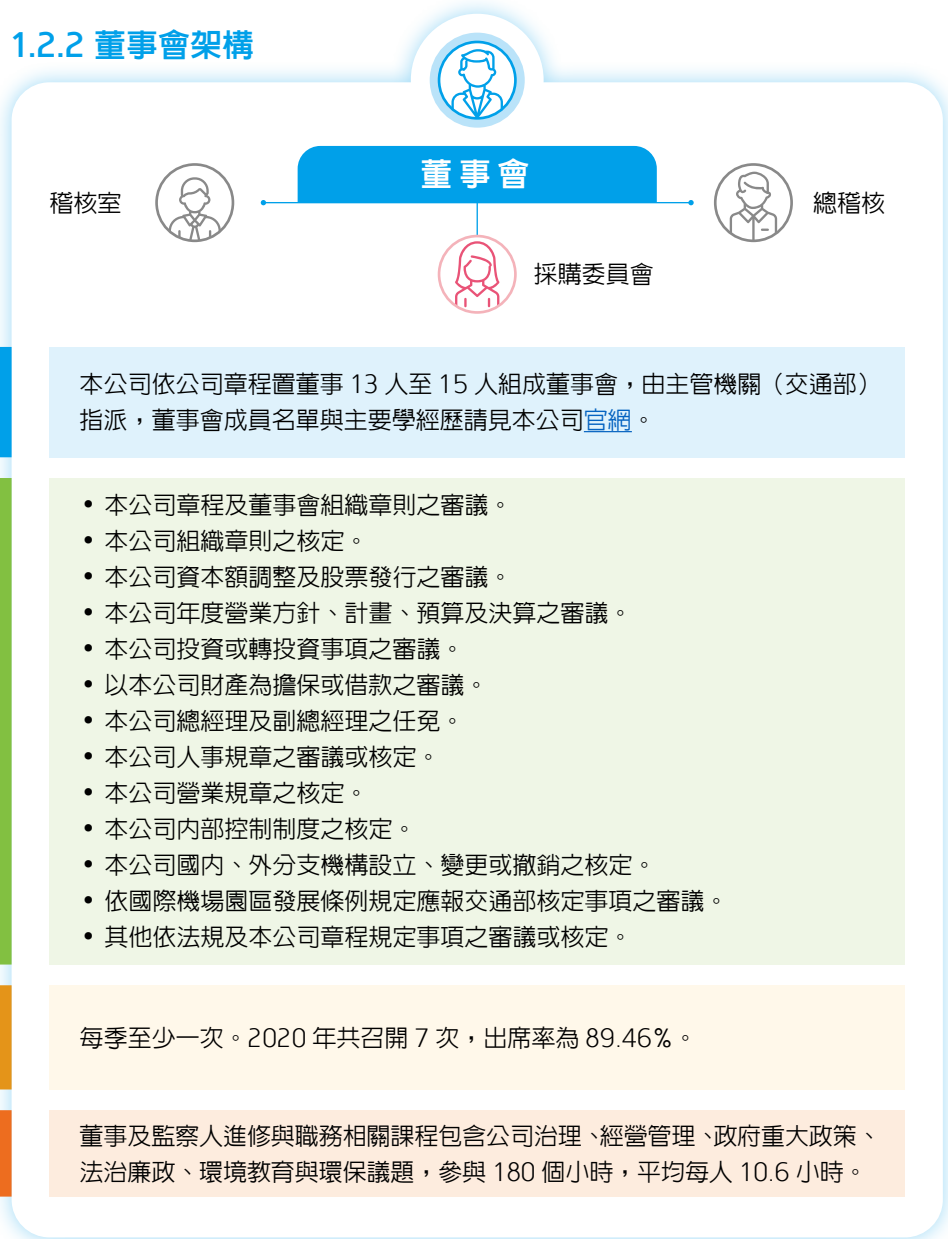 1.2.2 董事會架構
董事會
稽核室
總稽核
採購委員會
本公司依公司章程置董事 13 人至 15 人組成董事會，由主管機關（交通部）
指派，董事會成員名單與主要學經歷請見本公司官網。
• 本公司章程及董事會組織章則之審議。
• 本公司組織章則之核定。
• 本公司資本額調整及股票發行之審議。
• 本公司年度營業方針、計畫、預算及決算之審議。
• 本公司投資或轉投資事項之審議。
• 以本公司財產為擔保或借款之審議。
• 本公司總經理及副總經理之任免。
• 本公司人事規章之審議或核定。
• 本公司營業規章之核定。
• 本公司內部控制制度之核定。
• 本公司國內、外分支機構設立、變更或撤銷之核定。
• 依國際機場園區發展條例規定應報交通部核定事項之審議。
• 其他依法規及本公司章程規定事項之審議或核定。
每季至少一次。2020 年共召開 7 次，出席率為 89.46%。
董事及監察人進修與職務相關課程包含公司治理、經營管理、政府重大政策、
法治廉政、環境教育與環保議題，參與 180 個小時，平均每人 10.6 小時。